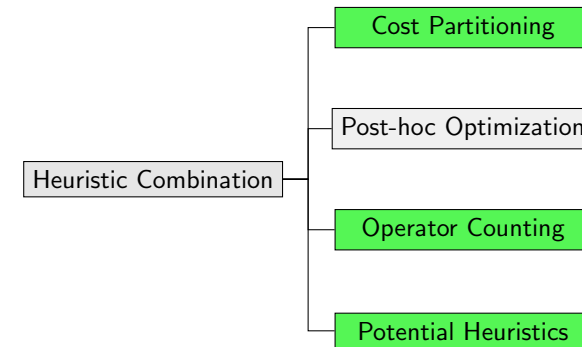 Cost Partitioning
Post-hoc Optimization
Heuristic Combination
Operator Counting
Potential Heuristics